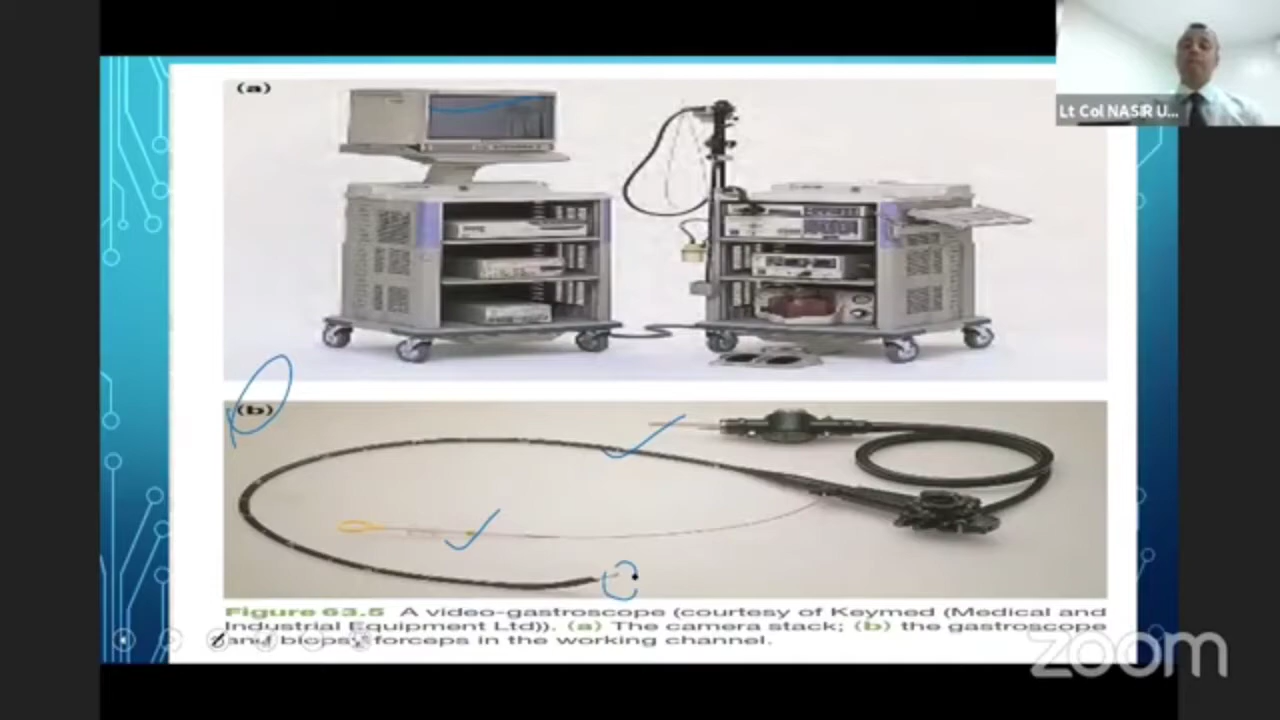 (a)
Lt Col NASIR U...
(b)
Figure 63.5 A video-gastroscope (courtesy of Keymed (Medical and
Industrial Equipment Ltd)). (a) The camera stack; (b) the gastroscope
and biopsy forceps in the working channel.
zoom